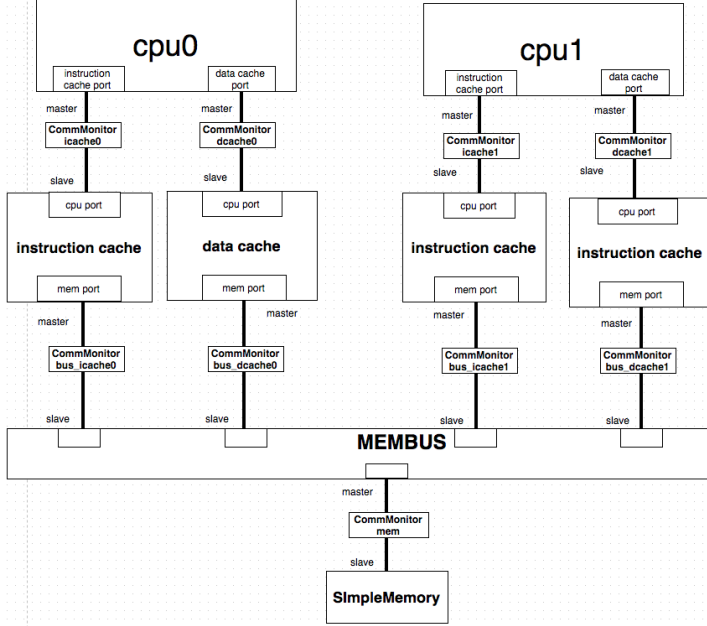 cpu0
cpu1
instruction
cache port
data cache
port
instruction
cache port
data cache
port
master
master
master
master
CommMonitor
icache0
CommMonitor
dcache0
CommMonitor
icache1
CommMonitor
dcache1
slave
slave
slave
slave
cpu port
cpu port
cpu port
cpu port
instruction cache
data cache
instruction cache
instruction cache
mem port
mem port
mem port
mem port
master
master
master
master
CommMonitor
bus_icache0
CommMonitor
bus_dcache0
CommMonitor
bus_icache1
CommMonitor
bus_dcache1
slave
slave
slave
slave
MEMBUS
master
CommMonitor
mem
slave
SImpleMemory